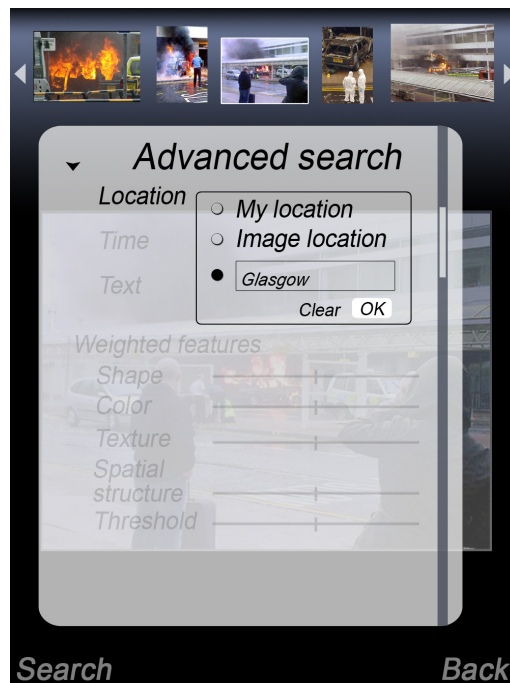 Advanced search
Location
My location
Image location
Glasgow
Clear OK
Time
Text
Weighted features
Shape
Color
Texture
Spatial
structure
Threshold
Search Back